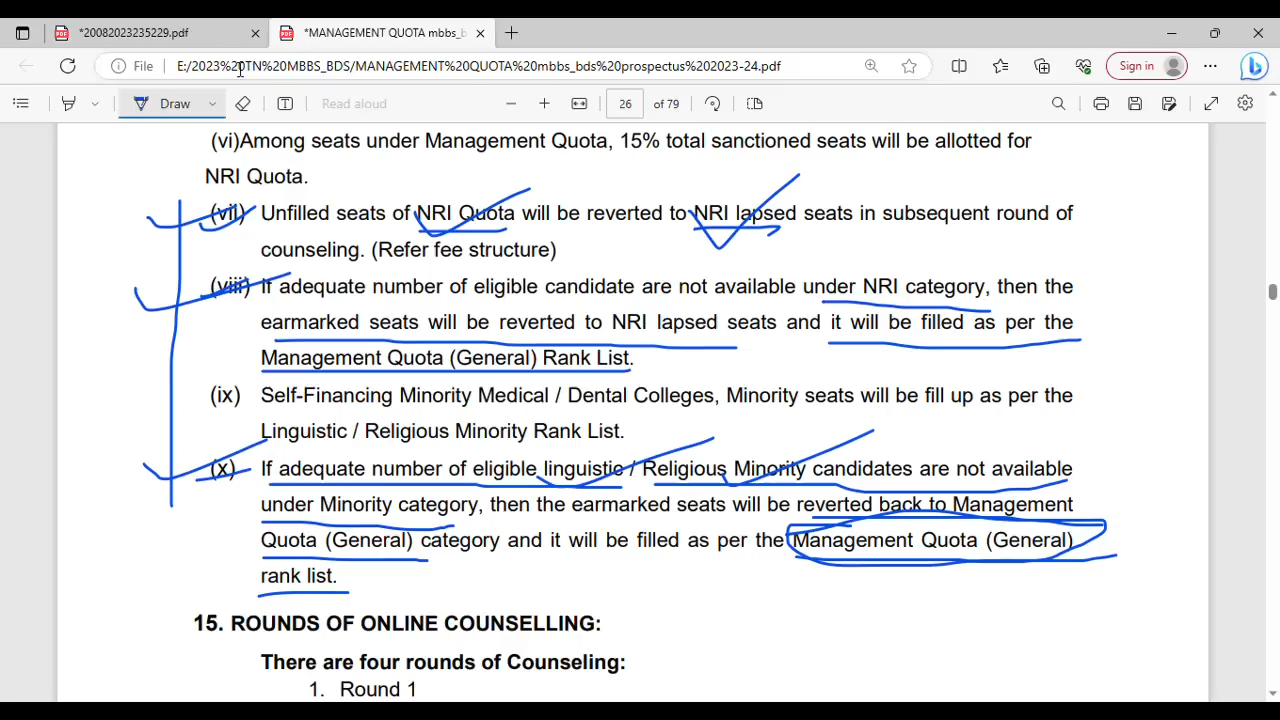 *20082023235229.pdf
*MANAGEMENT QUOTA mbbs_b
File
E:/2023%20TN%20MBBS_BDS/MANAGEMENT%20QUOTA%20mbbs_bds%20prospectus%202023-24.pdf
Sign in
Draw
Read aloud
26 of 79
(vi)Among seats under Management Quota, 15% total sanctioned seats will be allotted for
NRI Quota.
(vii) Unfilled seats of NRI Quota will be reverted to NRI lapsed seats in subsequent round of
counseling. (Refer fee structure)
(viii) If adequate number of eligible candidate are not available under NRI category, then the
earmarked seats will be reverted to NRI lapsed seats and it will be filled as per the
Management Quota (General) Rank List.
(ix) Self-Financing Minority Medical / Dental Colleges, Minority seats will be fill up as per the
Linguistic / Religious Minority Rank List.
(x) If adequate number of eligible linguistic / Religious Minority candidates are not available
under Minority category, then the earmarked seats will be reverted back to Management
Quota (General) category and it will be filled as per the Management Quota (General)
rank list.
15. ROUNDS OF ONLINE COUNSELLING:
There are four rounds of Counseling:
1. Round 1